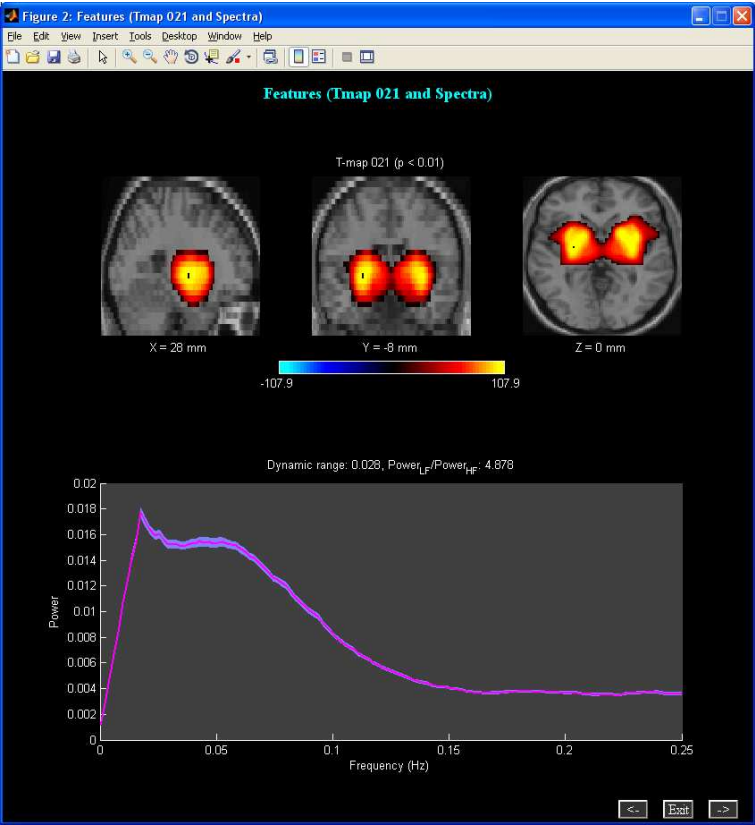 Figure 2: Features (Tmap 021 and Spectra)
File Edit View Insert Tools Desktop Window Help
Features (Tmap 021 and Spectra)
T-map 021 (p < 0.01)
X = 28 mm
Y = -8 mm
Z = 0 mm
-107.9
107.9
Dynamic range: 0.028, Power_LF/Power_HF: 4.878
0.02
0.018
0.016
0.014
0.012
0.01
0.008
0.006
0.004
0.002
0
Power
0 0.05 0.1 0.15 0.2 0.25
Frequency (Hz)
<- Exit ->